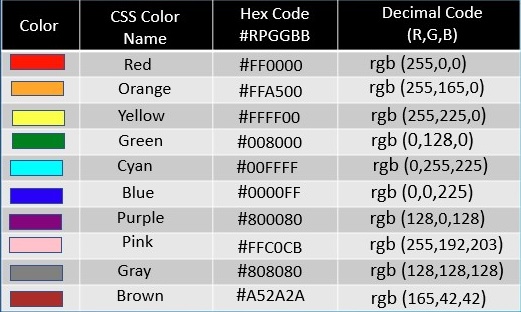 Color CSS Color Name Hex Code #RPGGBB Decimal Code (R,G,B)
Red #FF0000 rgb (255,0,0)
Orange #FFA500 rgb (255,165,0)
Yellow #FFFF00 rgb (255,225,0)
Green #008000 rgb (0,128,0)
Cyan #00FFFF rgb (0,255,225)
Blue #0000FF rgb (0,0,225)
Purple #800080 rgb (128,0,128)
Pink #FFC0CB rgb (255,192,203)
Gray #808080 rgb (128,128,128)
Brown #A52A2A rgb (165,42,42)